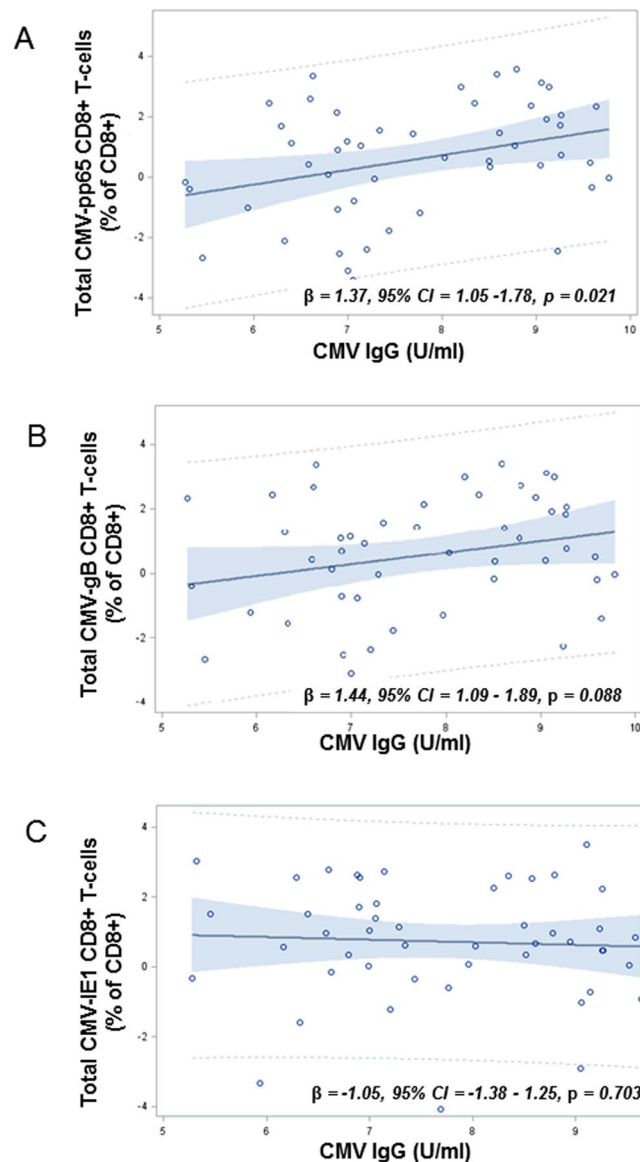 A
Total CMV-pp65 CD8+ T-cells
(% of CD8+)
4
2
0
-2
-4
β = 1.37, 95% CI = 1.05 -1.78, p = 0.021
5 6 7 8 9 10
CMV IgG (U/ml)
B
Total CMV-gB CD8+ T-cells
(% of CD8+)
4
2
0
-2
-4
β = 1.44, 95% CI = 1.09 - 1.89, p = 0.088
5 6 7 8 9 10
CMV IgG (U/ml)
C
Total CMV-IE1 CD8+ T-cells
(% of CD8+)
4
2
0
-2
-4
β = -1.05, 95% CI = -1.38 - 1.25, p = 0.703
5 6 7 8 9
CMV IgG (U/ml)